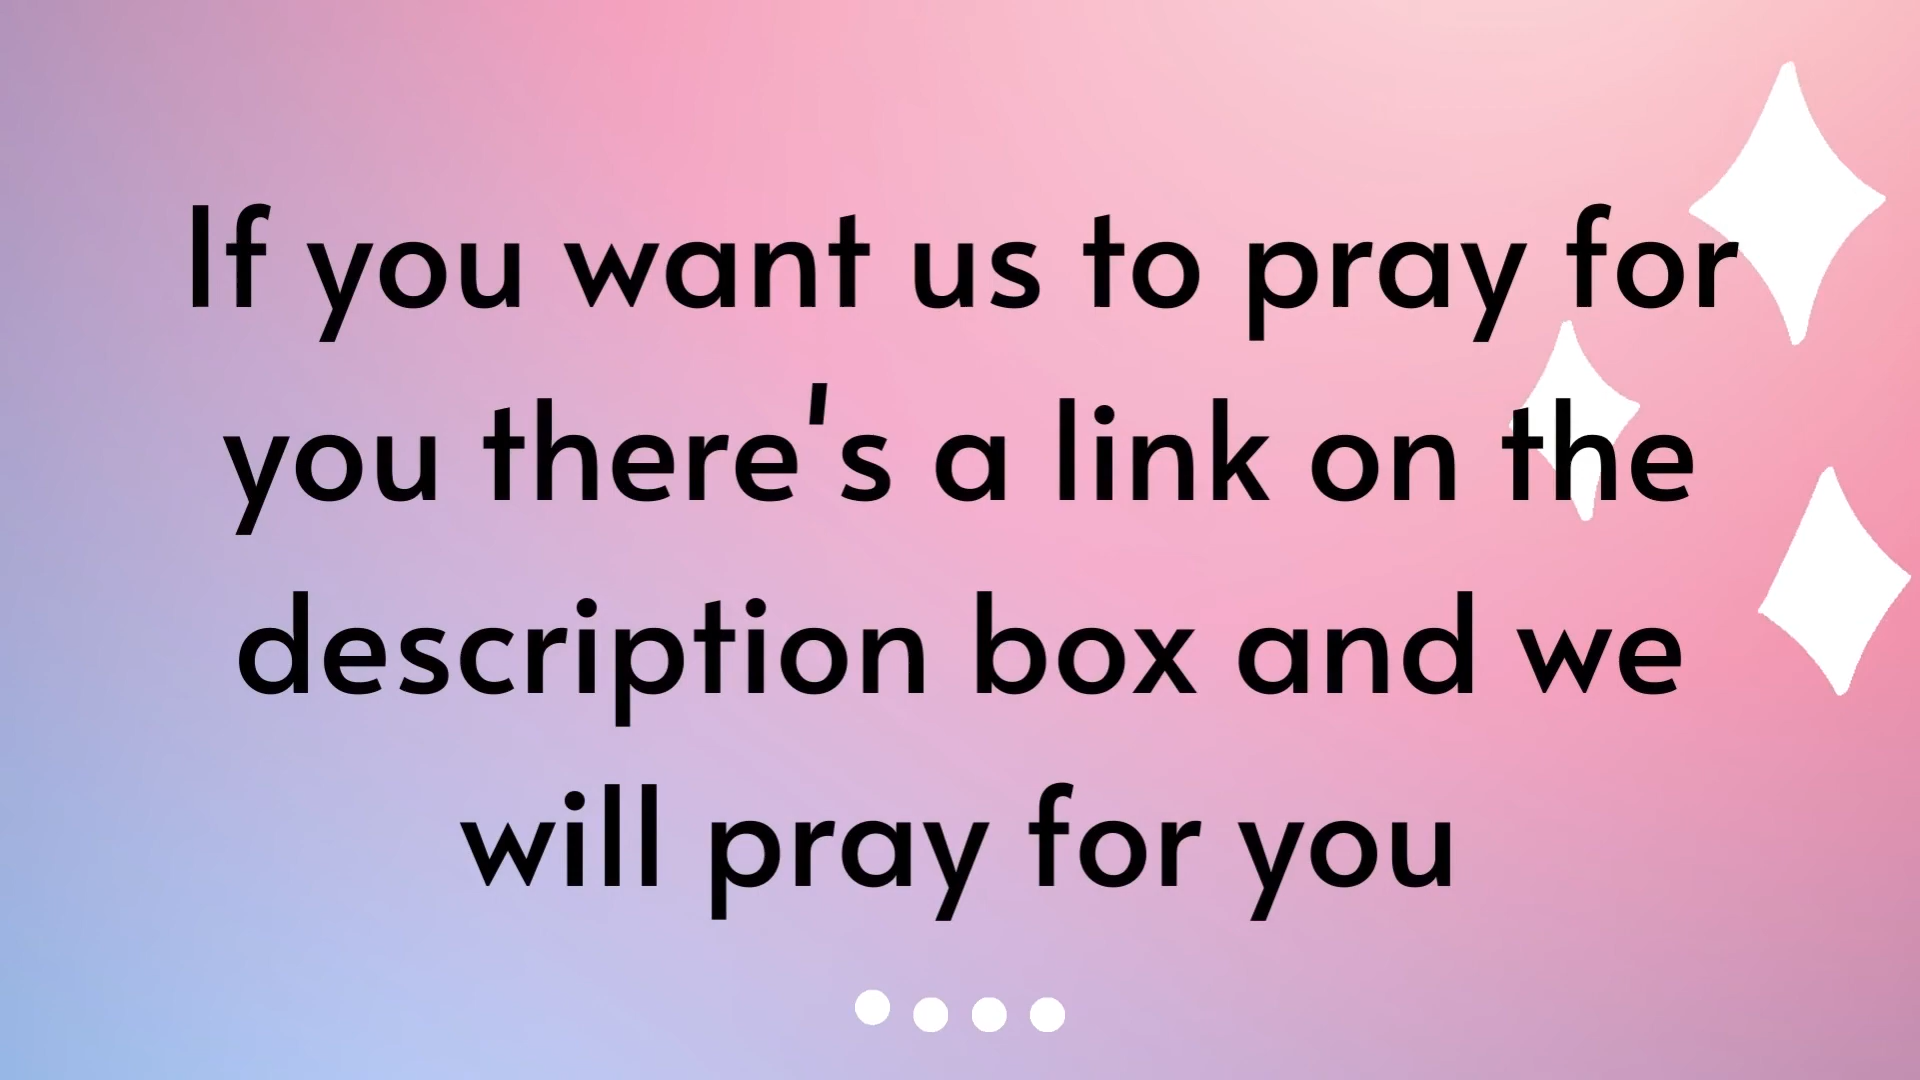 If you want us to pray for
you there's a link on the
description box and we
will pray for you